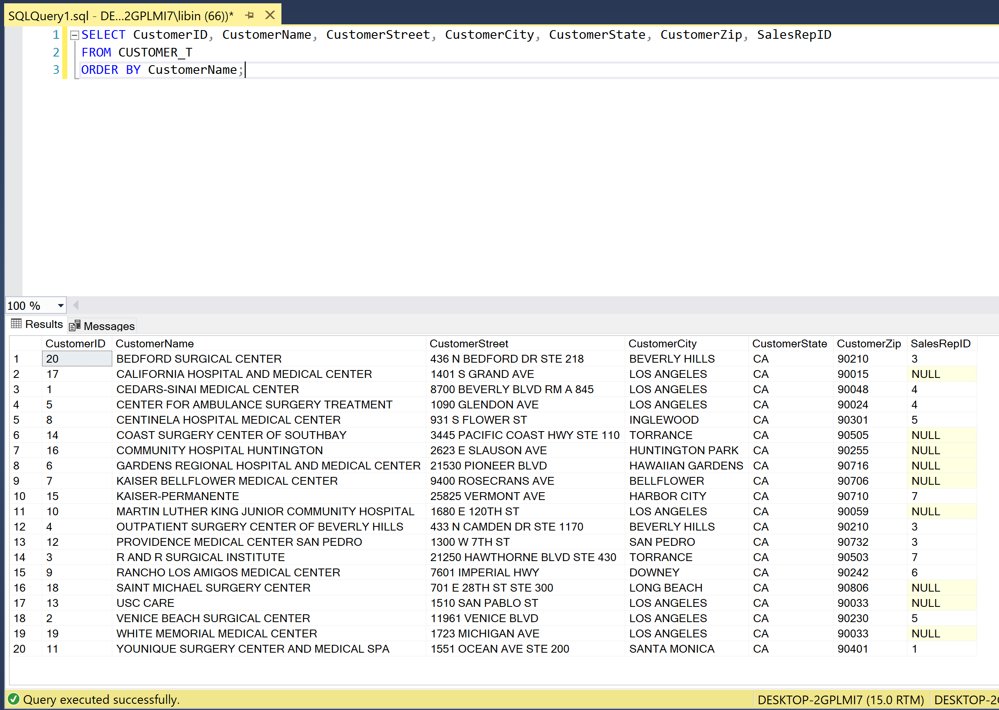 SQLQuery1.sql - DE...2GPLMI7\libin (66))*
1 SELECT CustomerID, CustomerName, CustomerStreet, CustomerCity, CustomerState, CustomerZip, SalesRepID
2 FROM CUSTOMER_T
3 ORDER BY CustomerName;
100 %
Results Messages
CustomerID CustomerName CustomerStreet CustomerCity CustomerState CustomerZip SalesRepID
1 20 BEDFORD SURGICAL CENTER 436 N BEDFORD DR STE 218 BEVERLY HILLS CA 90210 3
2 17 CALIFORNIA HOSPITAL AND MEDICAL CENTER 1401 S GRAND AVE LOS ANGELES CA 90015 NULL
3 1 CEDARS-SINAI MEDICAL CENTER 8700 BEVERLY BLVD RM A 845 LOS ANGELES CA 90048 4
4 5 CENTER FOR AMBULANCE SURGERY TREATMENT 1090 GLENDON AVE LOS ANGELES CA 90024 4
5 8 CENTINELA HOSPITAL MEDICAL CENTER 931 S FLOWER ST INGLEWOOD CA 90301 5
6 14 COAST SURGERY CENTER OF SOUTHBAY 3445 PACIFIC COAST HWY STE 110 TORRANCE CA 90505 NULL
7 16 COMMUNITY HOSPITAL HUNTINGTON 2623 E SLAUSON AVE HUNTINGTON PARK CA 90255 NULL
8 6 GARDENS REGIONAL HOSPITAL AND MEDICAL CENTER 21530 PIONEER BLVD HAWAIIAN GARDENS CA 90716 NULL
9 7 KAISER BELLFLOWER MEDICAL CENTER 9400 ROSECRANS AVE BELLFLOWER CA 90706 NULL
10 15 KAISER-PERMANENTE 25825 VERMONT AVE HARBOR CITY CA 90710 7
11 10 MARTIN LUTHER KING JUNIOR COMMUNITY HOSPITAL 1680 E 120TH ST LOS ANGELES CA 90059 NULL
12 4 OUTPATIENT SURGERY CENTER OF BEVERLY HILLS 433 N CAMDEN DR STE 1170 BEVERLY HILLS CA 90210 3
13 12 PROVIDENCE MEDICAL CENTER SAN PEDRO 1300 W 7TH ST SAN PEDRO CA 90732 3
14 3 R AND R SURGICAL INSTITUTE 21250 HAWTHORNE BLVD STE 430 TORRANCE CA 90503 7
15 9 RANCHO LOS AMIGOS MEDICAL CENTER 7601 IMPERIAL HWY DOWNEY CA 90242 6
16 18 SAINT MICHAEL SURGERY CENTER 701 E 28TH ST STE 300 LONG BEACH CA 90806 NULL
17 13 USC CARE 1510 SAN PABLO ST LOS ANGELES CA 90033 NULL
18 2 VENICE BEACH SURGICAL CENTER 11961 VENICE BLVD LOS ANGELES CA 90230 5
19 19 WHITE MEMORIAL MEDICAL CENTER 1723 MICHIGAN AVE LOS ANGELES CA 90033 NULL
20 11 YOUNIQUE SURGERY CENTER AND MEDICAL SPA 1551 OCEAN AVE STE 200 SANTA MONICA CA 90401 1
Query executed successfully. DESKTOP-2GPLMI7 (15.0 RTM) DESKTOP-2